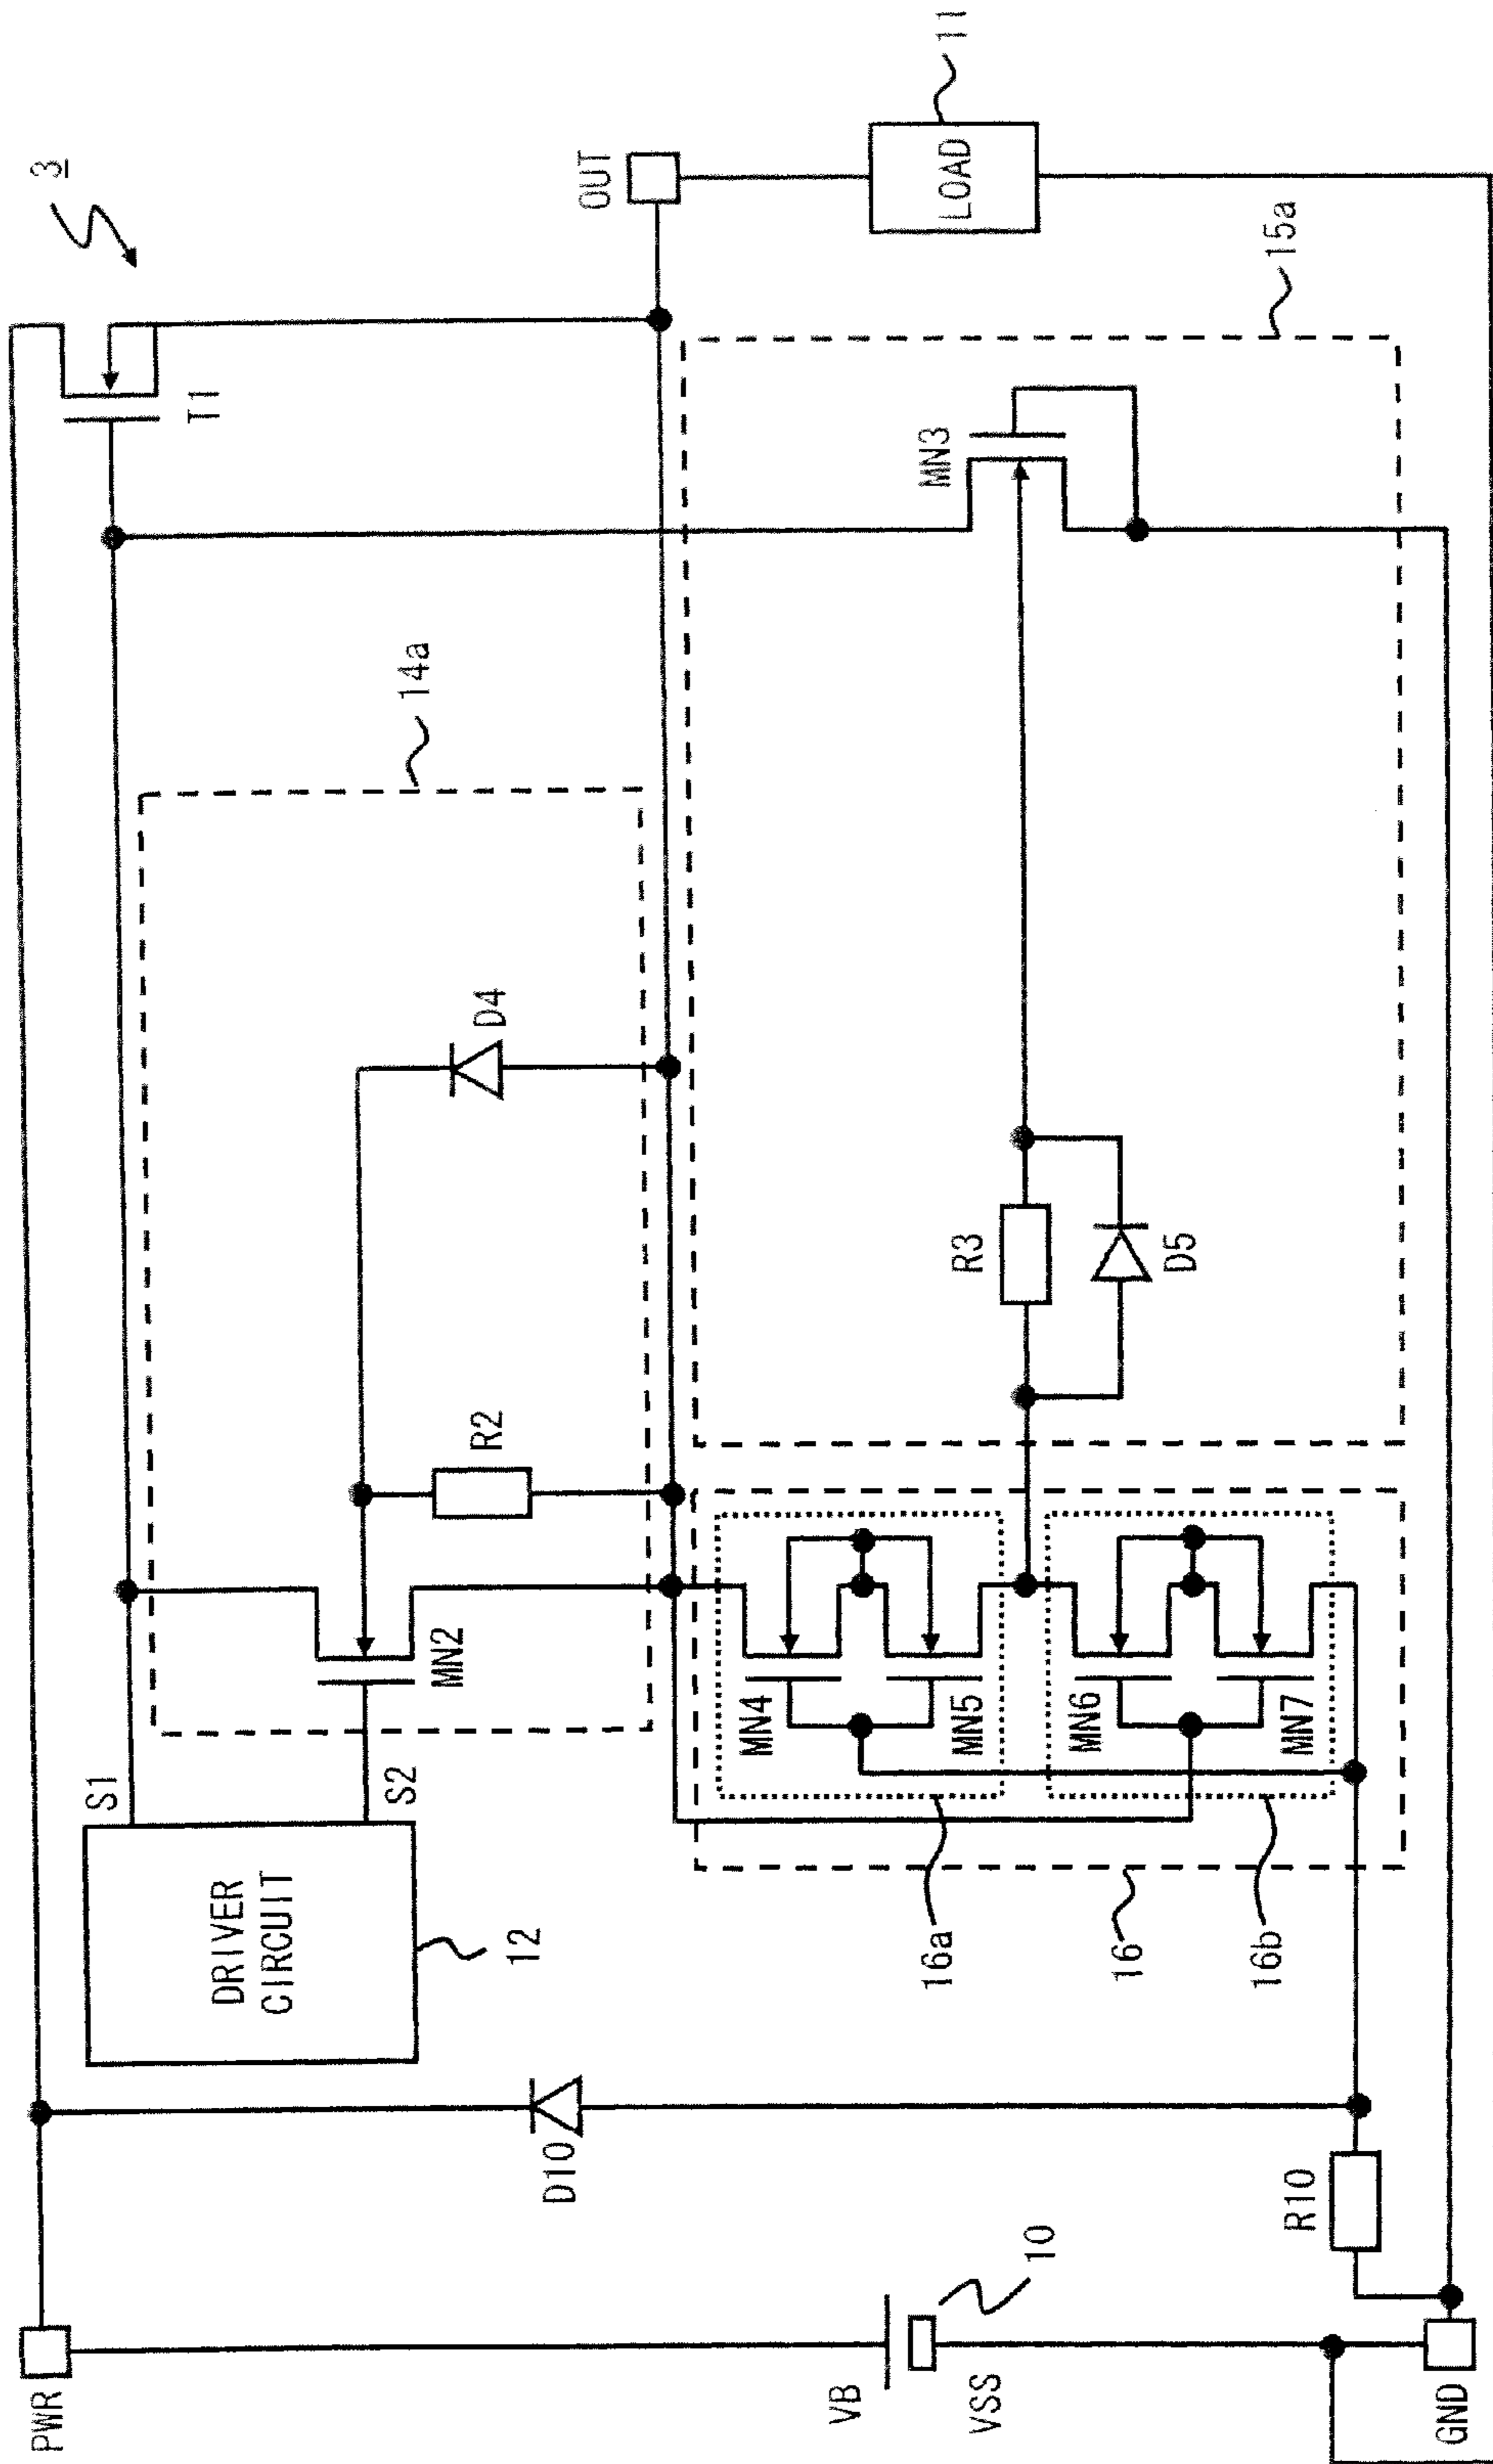 3
PWR
D10
DRIVER
CIRCUIT
12
S1
S2
MN2
R2
D4
14a
T1
OUT
LOAD
11
VB
VSS
10
MN4
MN5
MN6
MN7
16a
16
16b
R3
D5
MN3
15a
R10
GND